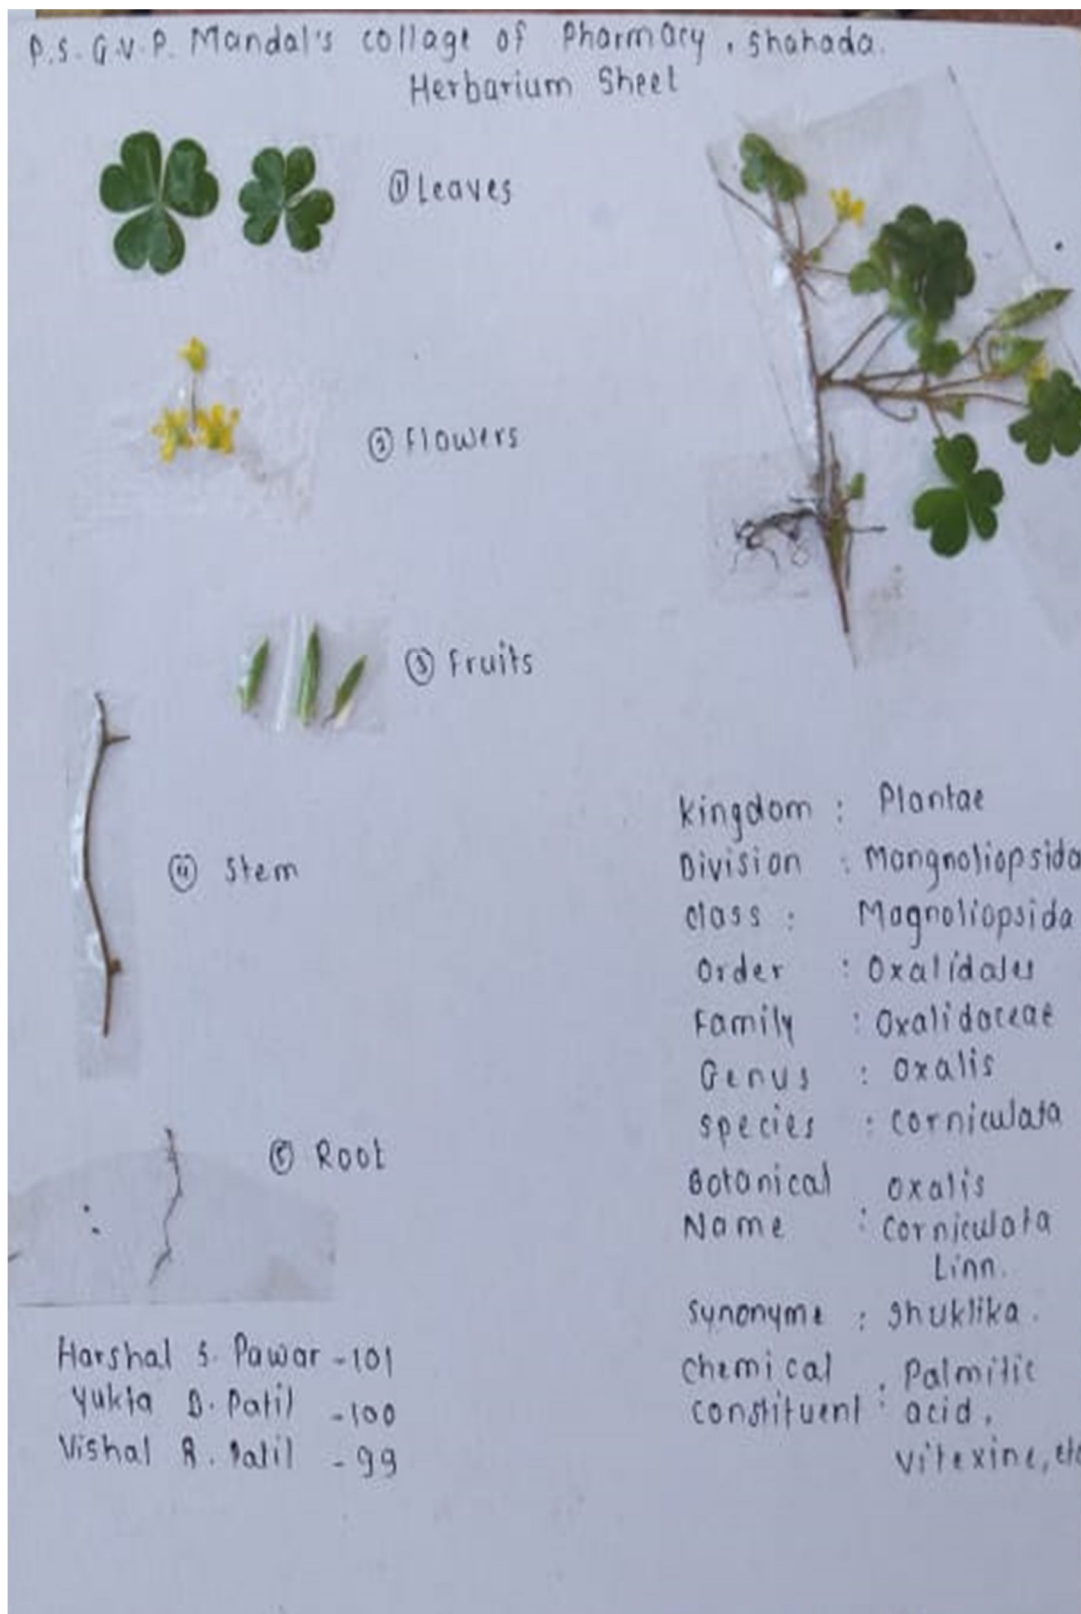 P.S.G.V.P. Mandal's collage of Pharmacy, Shahada.
Herbarium Sheet
① Leaves
② Flowers
③ Fruits
④ Stem
⑤ Root
Harshal S. Pawar - 101
Yukta D. Patil - 100
Vishal R. Patil - 99
Kingdom : Plantae
Division : Mangnoliopsida
Class : Magnoliopsida
Order : Oxalidales
Family : Oxalidaceae
Genus : Oxalis
Species : Corniculata
Botanical Oxalis
Name : Corniculata
Linn.
Synonyme : Shuklika.
Chemical : Palmitic
constituent acid,
vitexine, etc